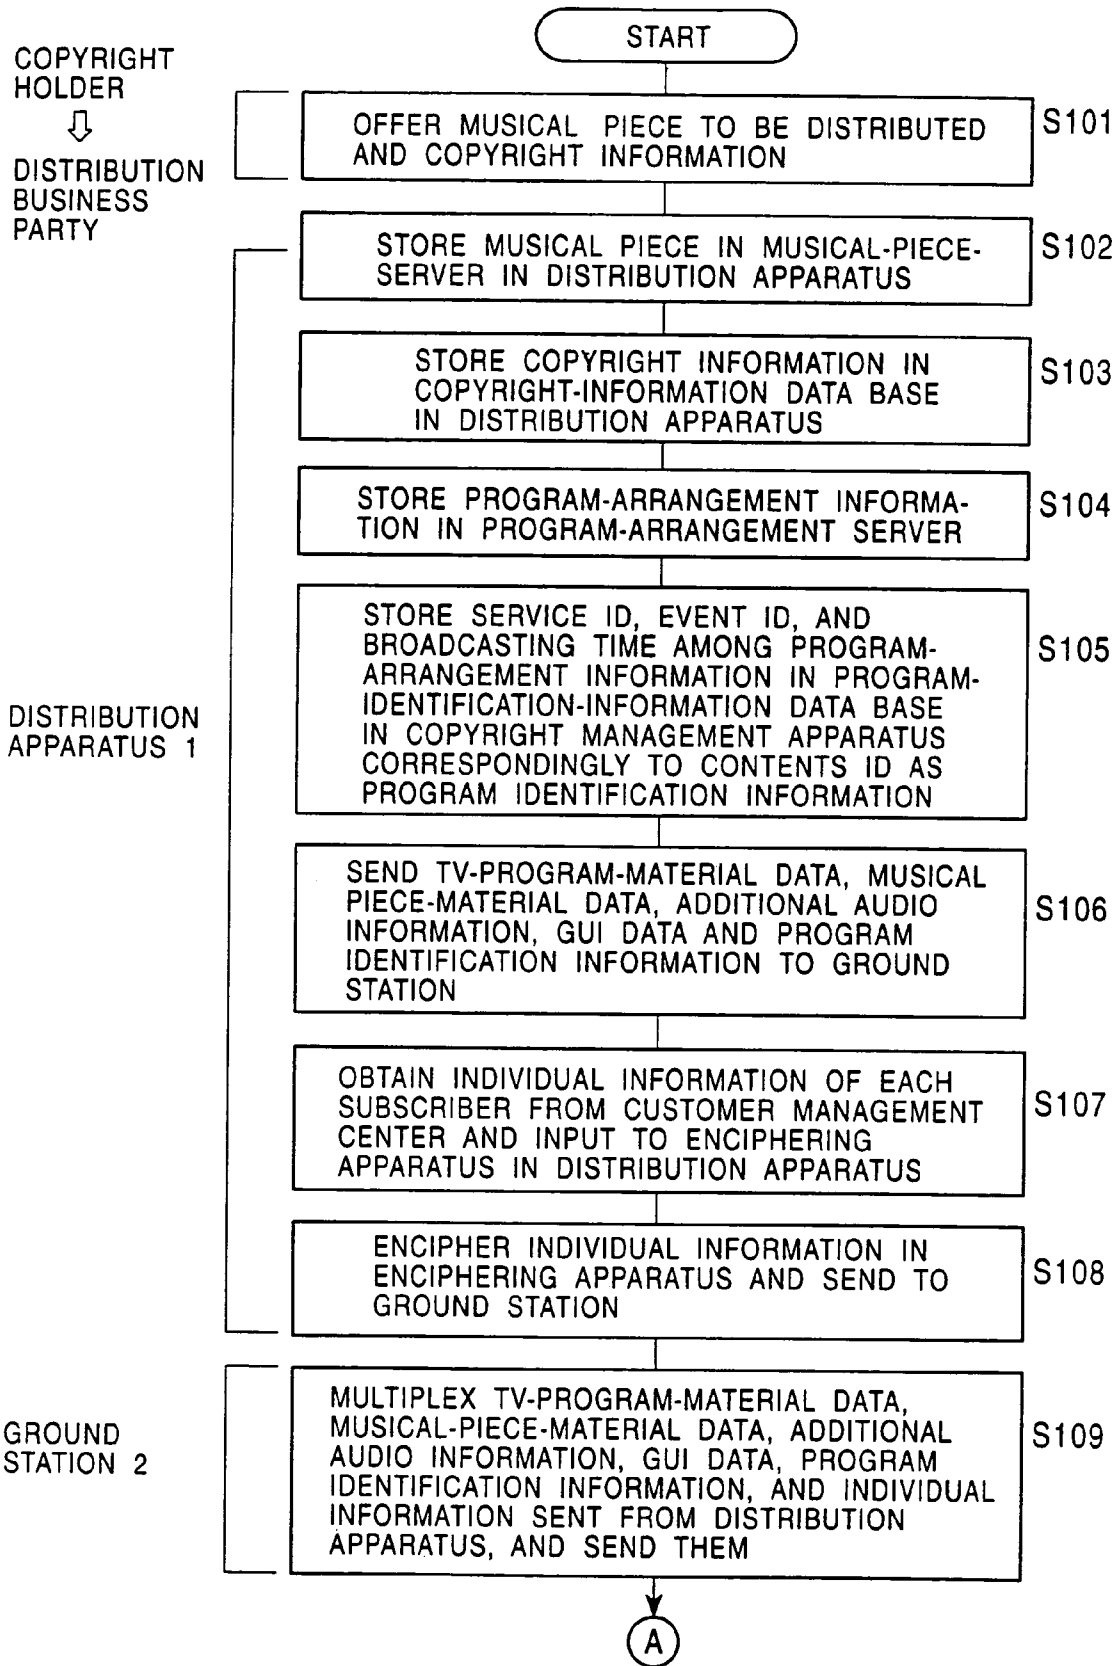 START
COPYRIGHT
HOLDER
⇩
DISTRIBUTION
BUSINESS
PARTY
OFFER MUSICAL PIECE TO BE DISTRIBUTED
AND COPYRIGHT INFORMATION
S101
STORE MUSICAL PIECE IN MUSICAL-PIECE-
SERVER IN DISTRIBUTION APPARATUS
S102
STORE COPYRIGHT INFORMATION IN
COPYRIGHT-INFORMATION DATA BASE
IN DISTRIBUTION APPARATUS
S103
STORE PROGRAM-ARRANGEMENT INFORMA-
TION IN PROGRAM-ARRANGEMENT SERVER
S104
DISTRIBUTION
APPARATUS 1
STORE SERVICE ID, EVENT ID, AND
BROADCASTING TIME AMONG PROGRAM-
ARRANGEMENT INFORMATION IN PROGRAM-
IDENTIFICATION-INFORMATION DATA BASE
IN COPYRIGHT MANAGEMENT APPARATUS
CORRESPONDINGLY TO CONTENTS ID AS
PROGRAM IDENTIFICATION INFORMATION
S105
SEND TV-PROGRAM-MATERIAL DATA, MUSICAL
PIECE-MATERIAL DATA, ADDITIONAL AUDIO
INFORMATION, GUI DATA AND PROGRAM
IDENTIFICATION INFORMATION TO GROUND
STATION
S106
OBTAIN INDIVIDUAL INFORMATION OF EACH
SUBSCRIBER FROM CUSTOMER MANAGEMENT
CENTER AND INPUT TO ENCIPHERING
APPARATUS IN DISTRIBUTION APPARATUS
S107
ENCIPHER INDIVIDUAL INFORMATION IN
ENCIPHERING APPARATUS AND SEND TO
GROUND STATION
S108
GROUND
STATION 2
MULTIPLEX TV-PROGRAM-MATERIAL DATA,
MUSICAL-PIECE-MATERIAL DATA, ADDITIONAL
AUDIO INFORMATION, GUI DATA, PROGRAM
IDENTIFICATION INFORMATION, AND INDIVIDUAL
INFORMATION SENT FROM DISTRIBUTION
APPARATUS, AND SEND THEM
S109
A